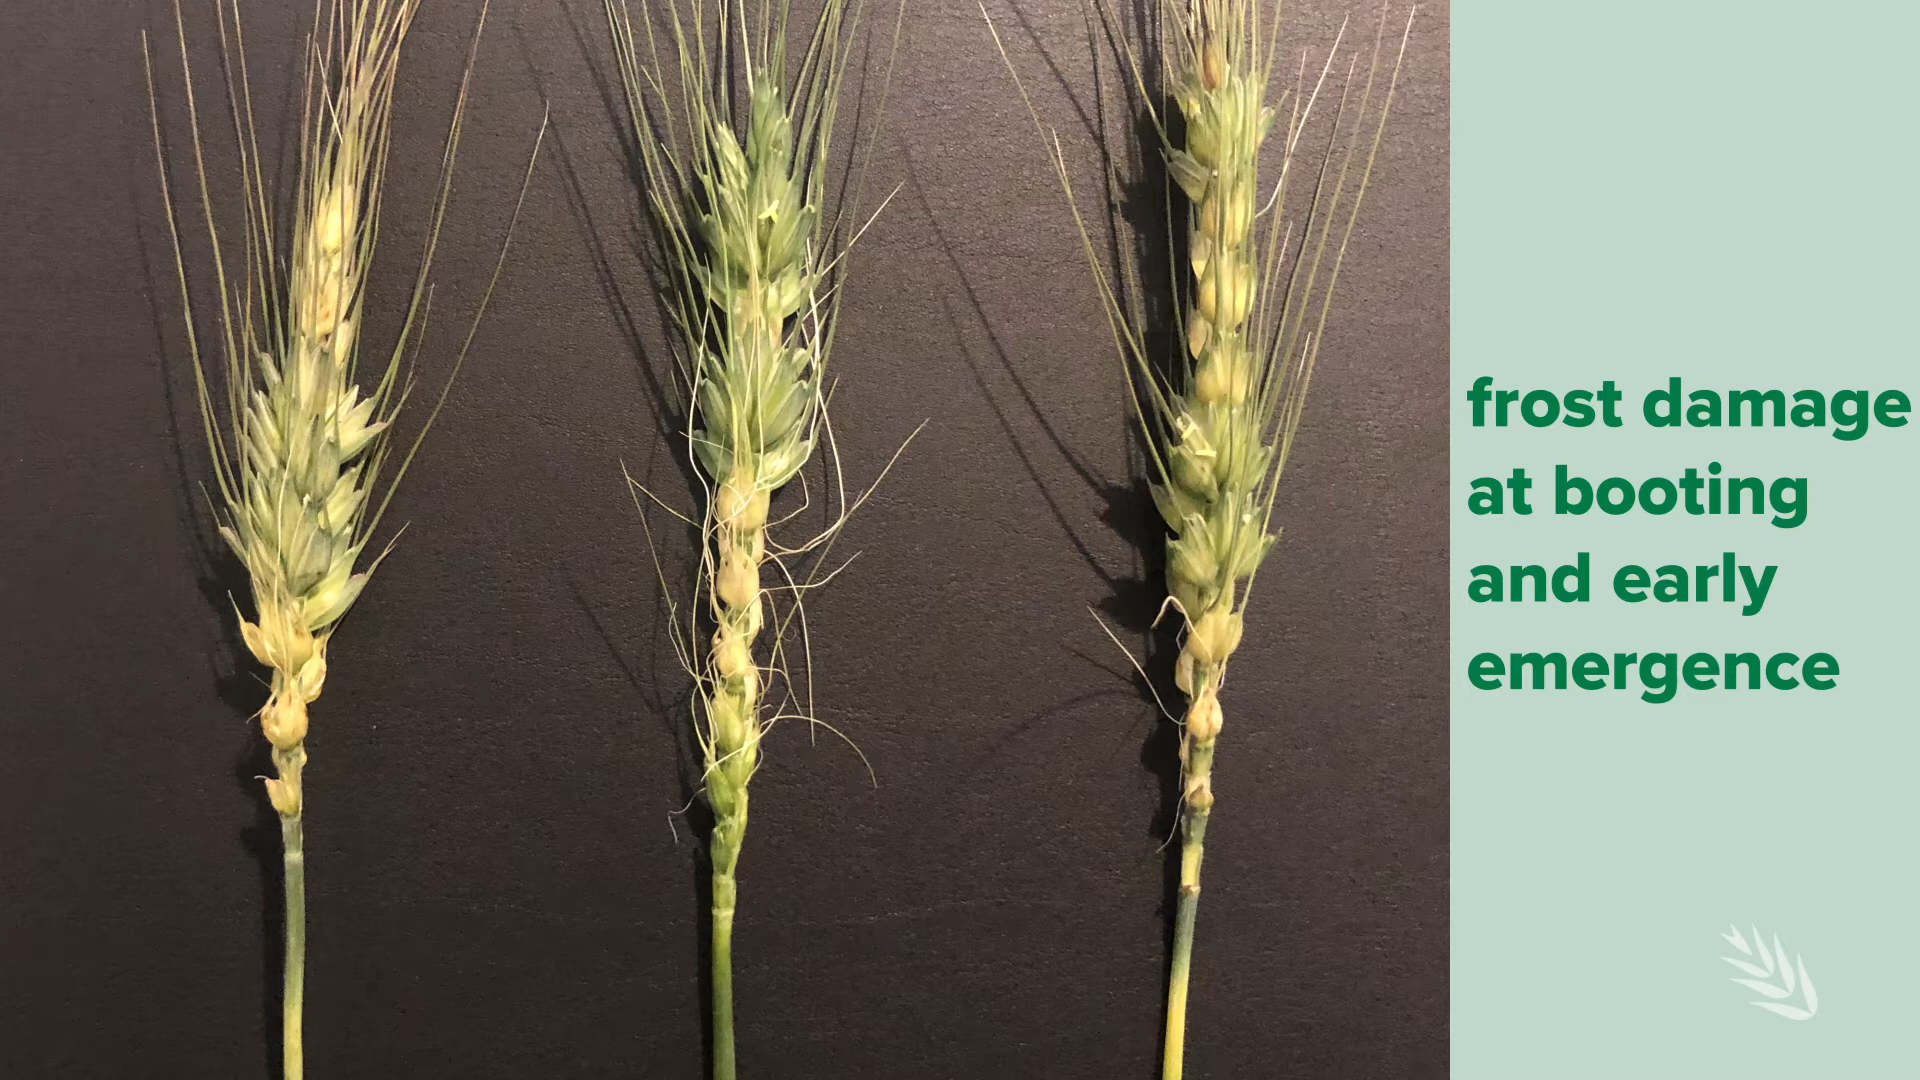 frost damage
at booting
and early
emergence